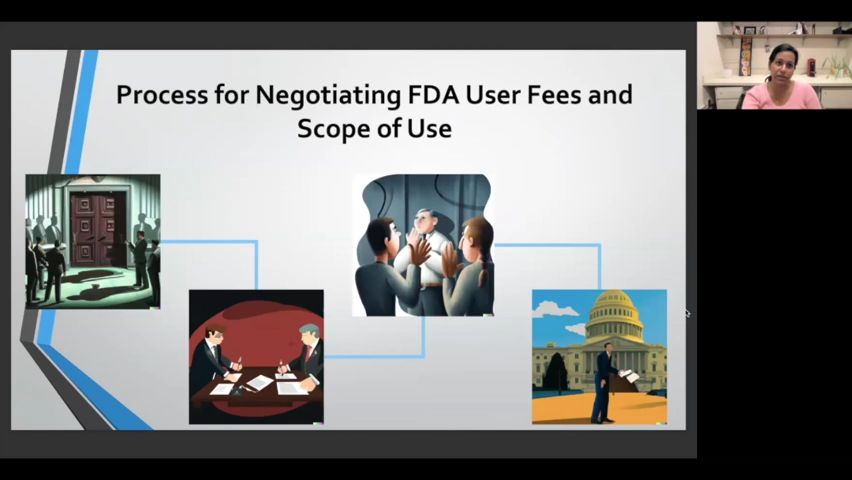 Process for Negotiating FDA User Fees and
Scope of Use